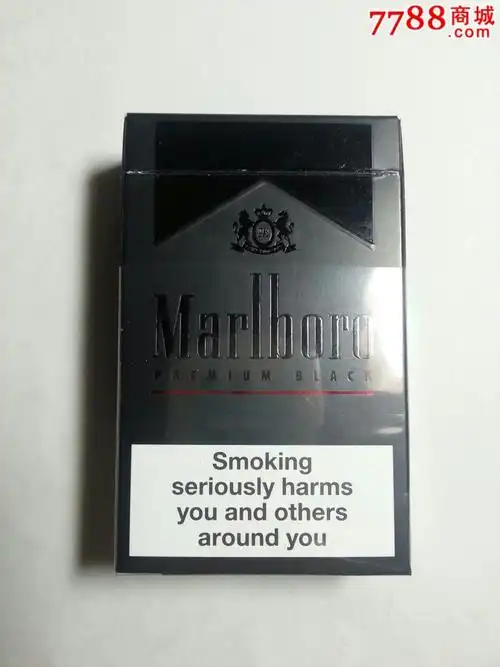 7788商城
.com
Marlboro
PREMIUM BLACK
Smoking
seriously harms
you and others
around you